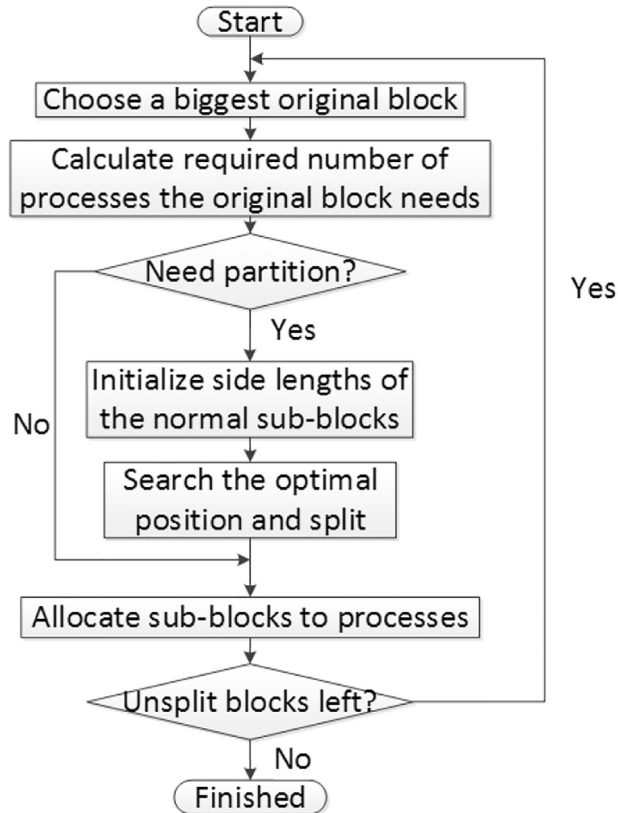 Start
Choose a biggest original block
Calculate required number of
processes the original block needs
Need partition?
Yes
Yes
Initialize side lengths of
the normal sub-blocks
No
Search the optimal
position and split
Allocate sub-blocks to processes
Unsplit blocks left?
No
Finished